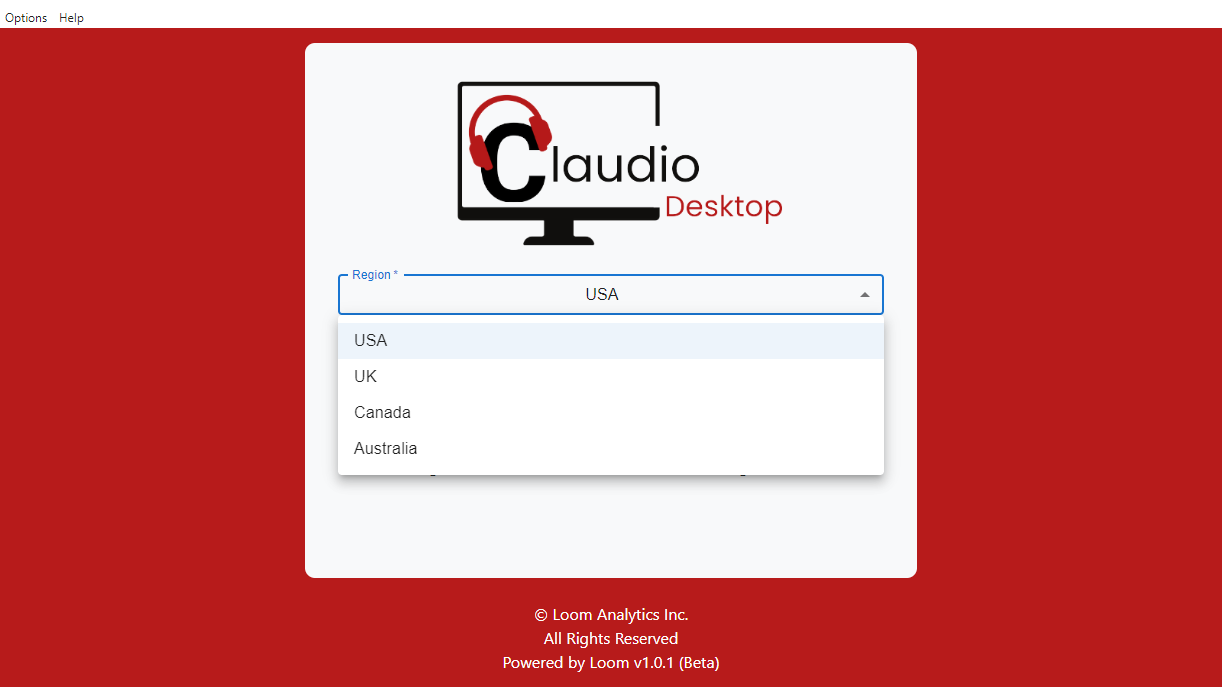 Options Help
Claudio
Desktop
Region *
USA
USA
UK
Canada
Australia
© Loom Analytics Inc.
All Rights Reserved
Powered by Loom v1.0.1 (Beta)